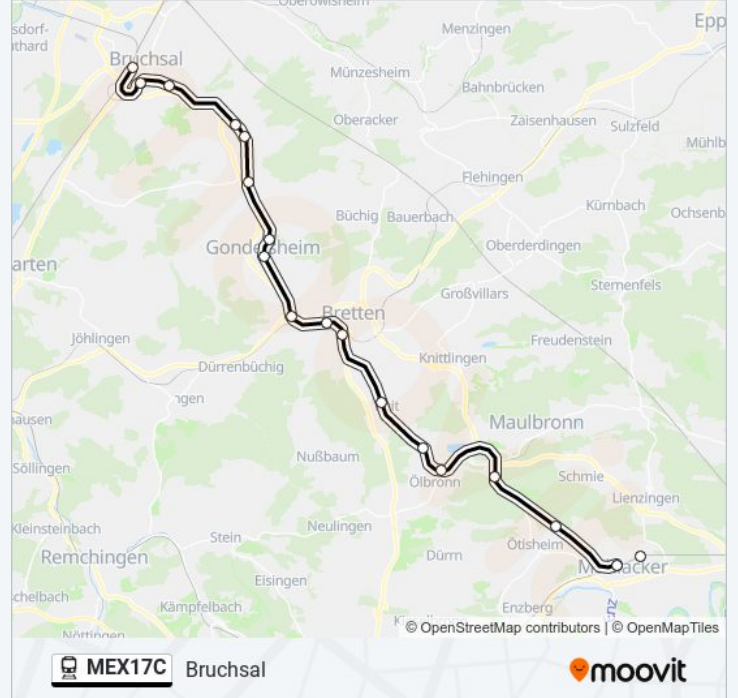 Oberöwisheim
sdorf-
uthard
Menzingen
Epp
Bruchsal
Münzesheim
Bahnbrücken
Oberacker
Zaisenhausen
Sulzfeld
Mühlb
Flehingen
Kürnbach
Büchig
Bauerbach
Ochsenb
Gondelsheim
Oberderdingen
arten
Sternenfels
Großvillars
Bretten
Jöhlingen
Freudenstein
Knittlingen
Dürrenbüchig
ngen
it
Maulbronn
ausen
Nußbaum
Söllingen
Schmie
Ölbronn
Lienzingen
Kleinsteinbach
Neulingen
Stein
Ötisheim
Remchingen
Dürrn
Mühlacker
Eisingen
chelbach
Kämpfelbach
Enzberg
Nöttingen
© OpenStreetMap contributors | © OpenMapTiles
MEX17C Bruchsal
moovit